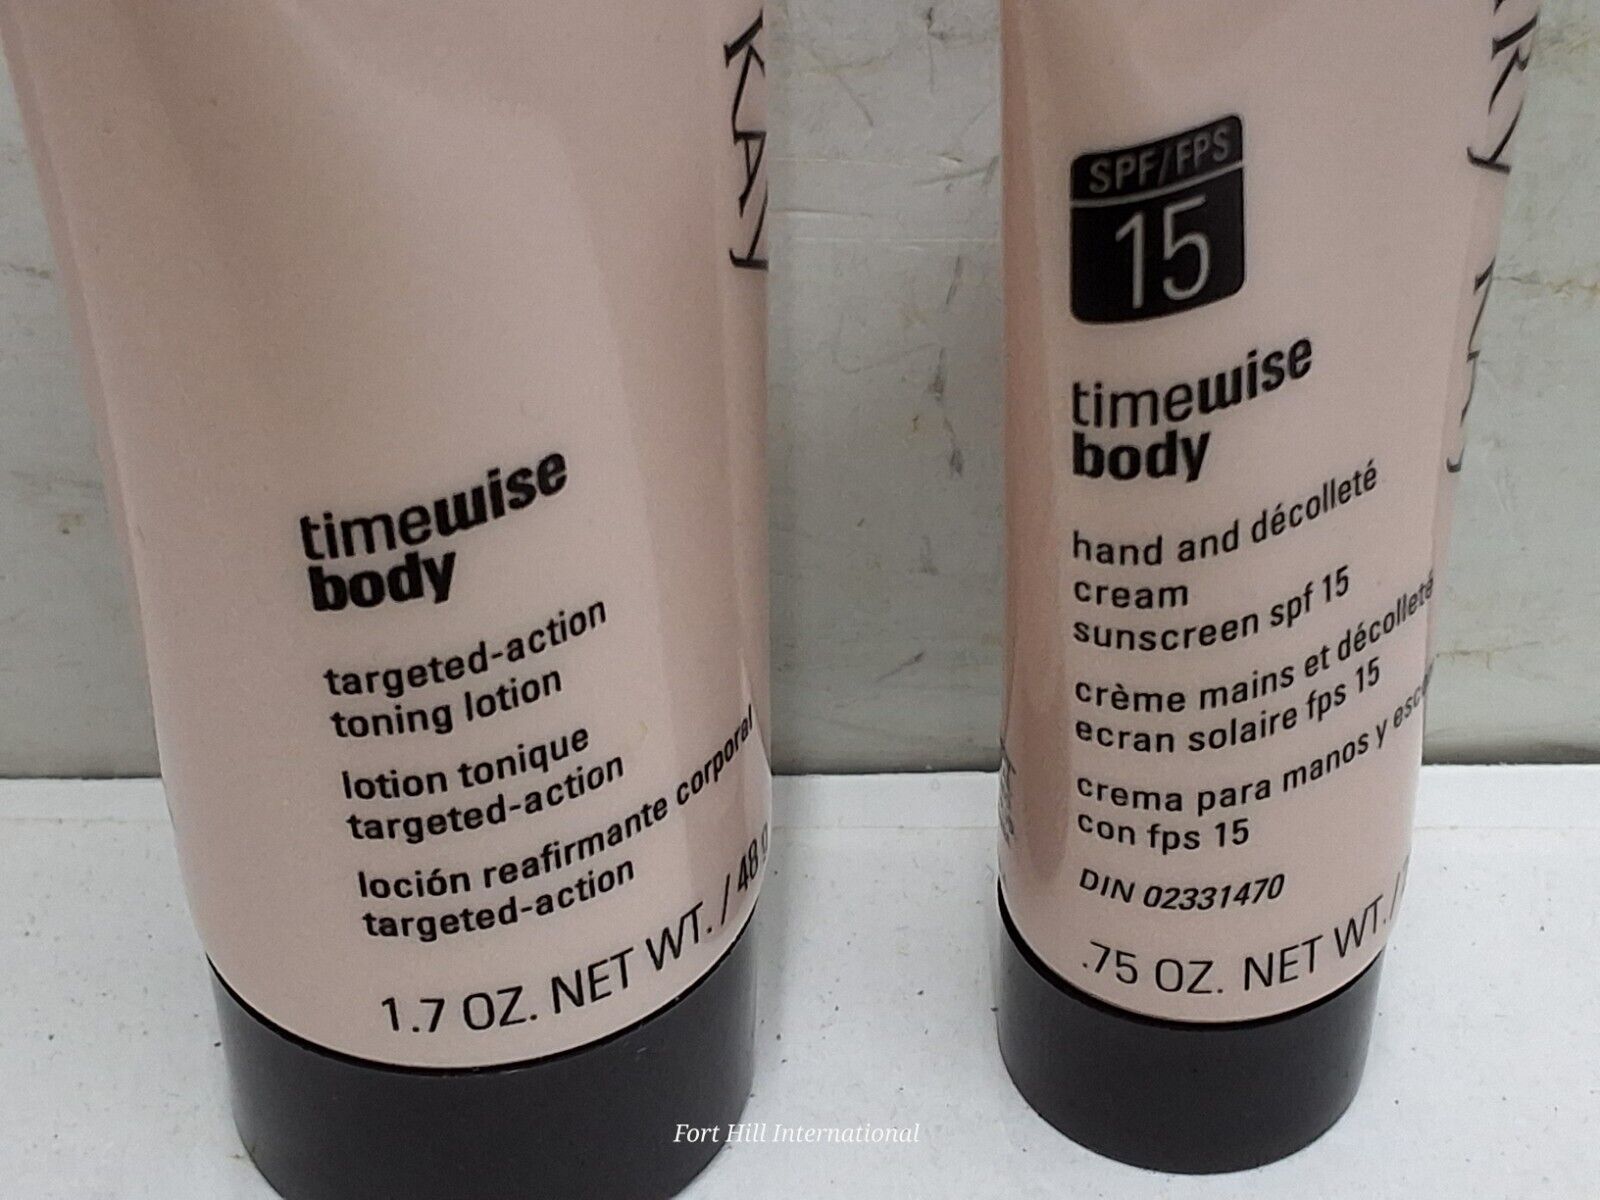 KAY
timewise
body
targeted-action
toning lotion
lotion tonique
targeted-action
loción reafirmante corporal
targeted-action
1.7 OZ. NET WT. / 48 g
SPF/FPS
15
timewise
body
hand and décolleté
cream
sunscreen spf 15
crème mains et décolleté
ecran solaire fps 15
crema para manos y
con fps 15
DIN 02331470
.75 OZ. NET WT. /
Fort Hill International